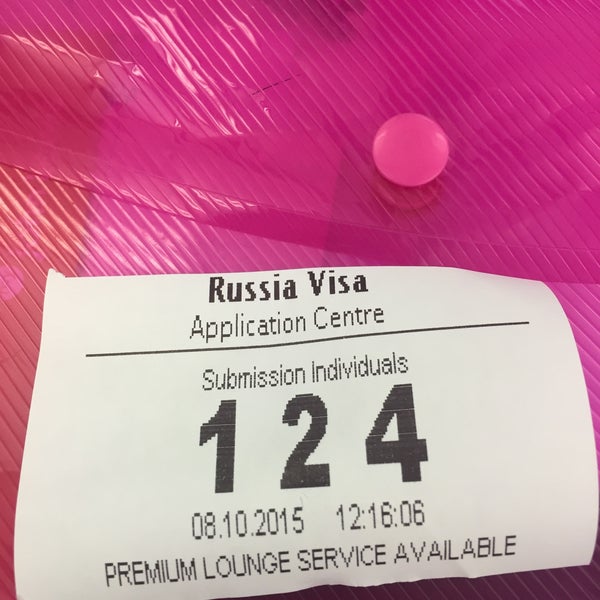 Russia Visa
Application Centre
Submission Individuals
124
08.10.2015 12:16:06
PREMIUM LOUNGE SERVICE AVAILABLE